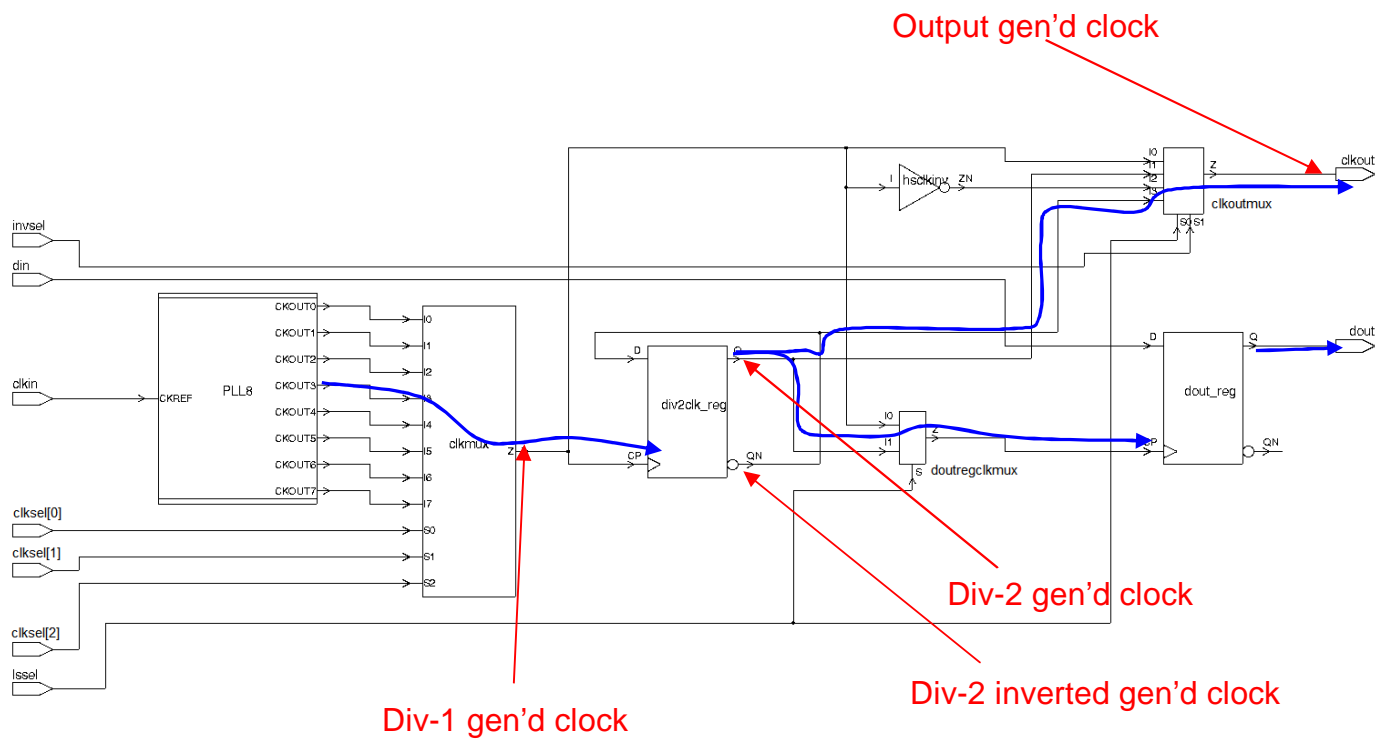 Output gen’d clock
I0
I1
I2
I3
Z
clkout
I
hsclkinv
ZN
clkoutmux
S0
S1
invsel
din
CKOUT0
CKOUT1
CKOUT2
CKOUT3
CKOUT4
CKOUT5
CKOUT6
CKOUT7
I0
I1
I2
I3
I4
I5
I6
I7
clkin
CKREF
PLL8
clkmux
Z
D
Q
div2clk_reg
CP
QN
I0
I1
Z
S
doutregclkmux
D
Q
dout
dout_reg
CP
QN
clksel[0]
S0
clksel[1]
S1
S2
clksel[2]
lssel
Div-2 gen’d clock
Div-2 inverted gen’d clock
Div-1 gen’d clock